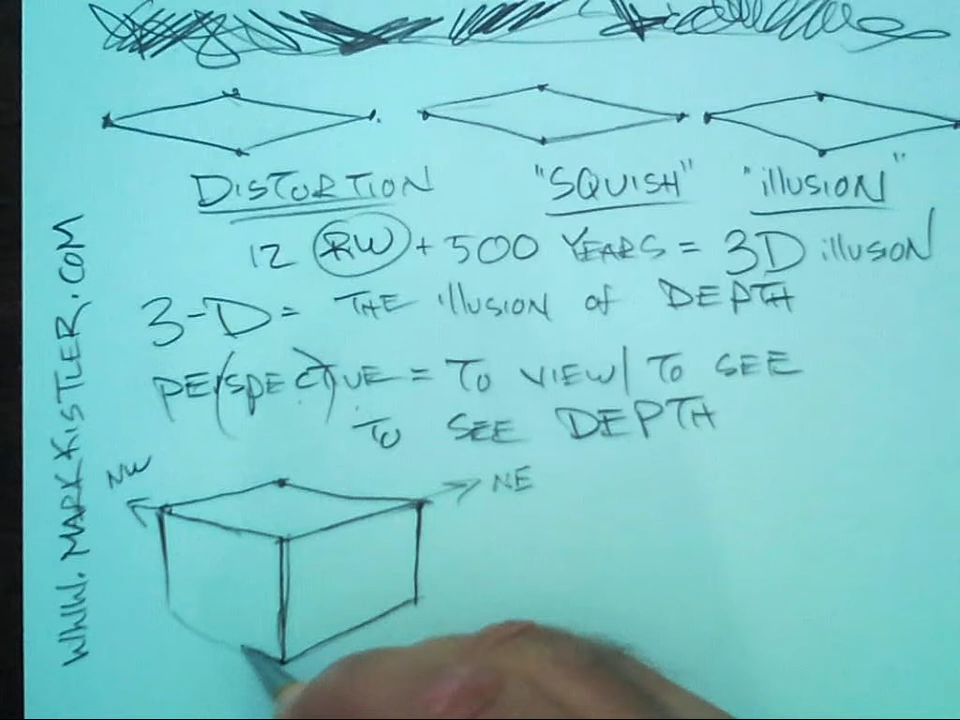 DISTORTION "SQUISH" "illUSION"
12 RW + 500 YEARS = 3D illUSON
3-D = THE IllUSION of DEPTH
PERSPECTIVE = TO VIEW / TO SEE
TO SEE DEPTH
NW
NE
WWW.MARKKISTLER.COM